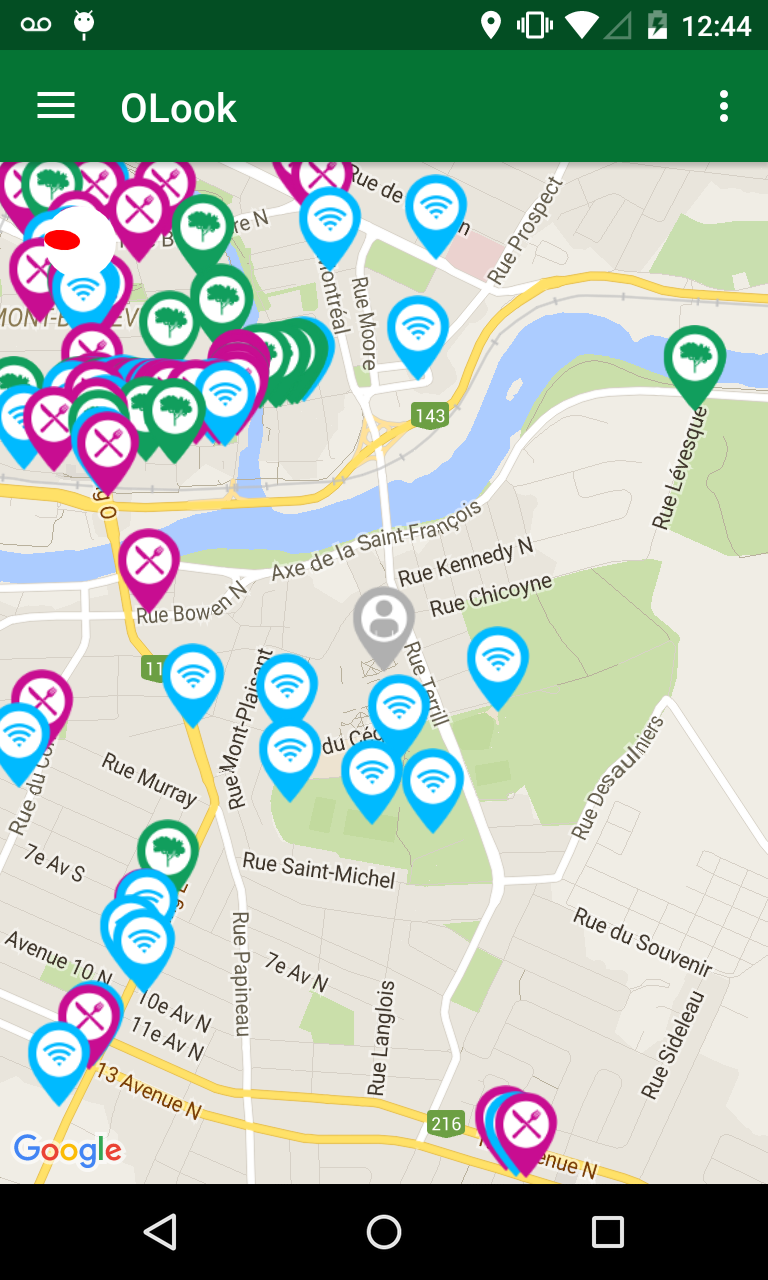 12:44
OLook
Rue de
n
re N
Rue Prospect
Montréal
Rue Moore
MONT-B
143
Rue Lévesque
g O
Axe de la Saint-François
Rue Kennedy N
Rue Chicoyne
Rue Bowen N
11
Rue Terrill
Rue Mont-Plaisant
du Cég
Rue du Co
Rue Murray
Rue Desaulniers
7e Av S
Rue Saint-Michel
Rue Papineau
Rue du Souvenir
Avenue 10 N
7e Av N
10e Av N
11e Av N
Rue Langlois
Rue Sideleau
13 Avenue N
216
enue N
Google